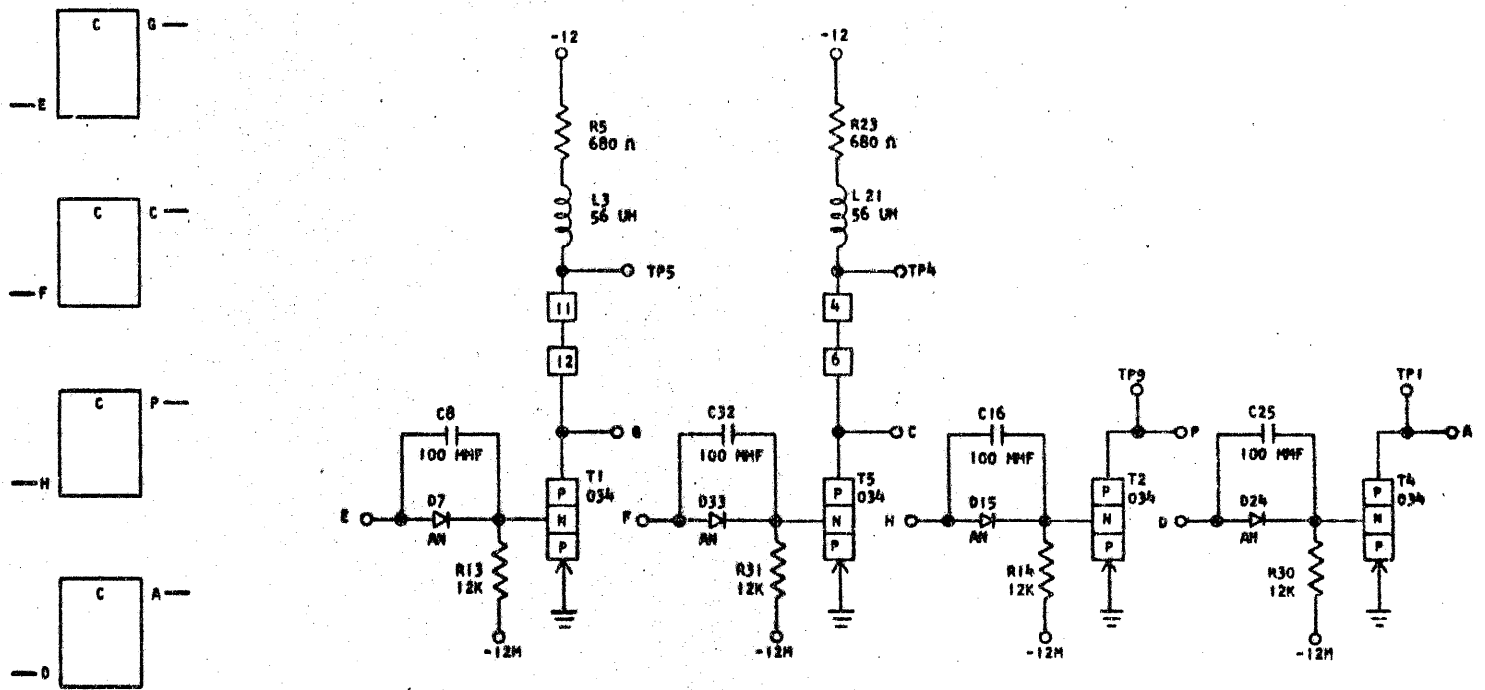 C G
E
C C
F
C P
H
C A
D
-12
R5
680 Ω
L3
56 UH
TP5
11
12
C8
100 MMF
G
T1
034
P
N
P
E
D7
AN
R13
12K
-12M
-12
R23
680 Ω
L21
56 UH
TP4
4
6
C32
100 MMF
C
T5
034
P
N
P
F
D33
AN
R31
12K
-12M
TP9
C16
100 MMF
P
T2
034
P
N
P
H
D15
AN
R14
12K
-12M
TP1
C25
100 MMF
A
T4
034
P
N
P
D
D24
AN
R30
12K
-12M